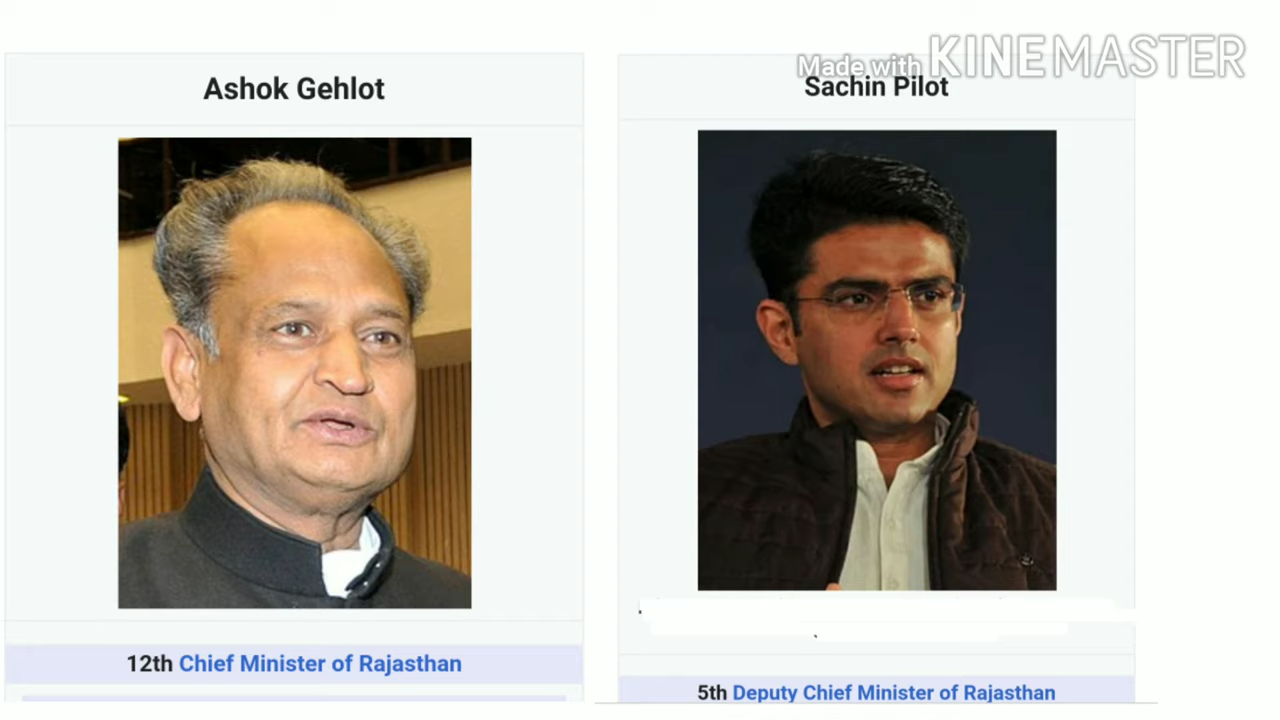 Made with KINEMASTER
Ashok Gehlot
Sachin Pilot
12th Chief Minister of Rajasthan
5th Deputy Chief Minister of Rajasthan